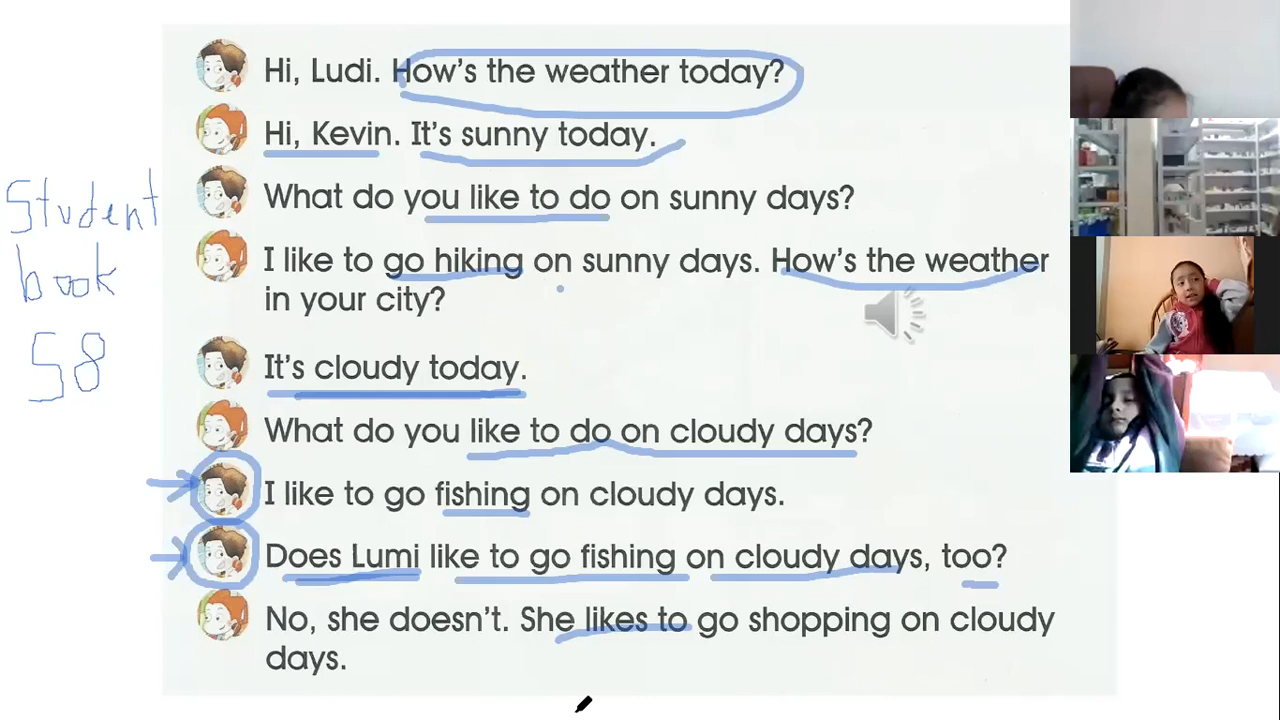 Hi, Ludi. How's the weather today?
Hi, Kevin. It's sunny today.
What do you like to do on sunny days?
I like to go hiking on sunny days. How's the weather
in your city?
It's cloudy today.
What do you like to do on cloudy days?
I like to go fishing on cloudy days.
Does Lumi like to go fishing on cloudy days, too?
No, she doesn't. She likes to go shopping on cloudy
days.
Student
book
58